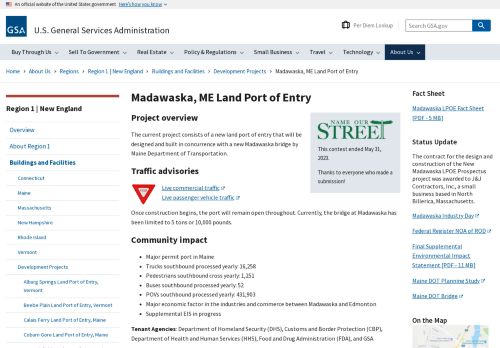 An official website of the United States government Here's how you know
GSA
U.S. General Services Administration
Per Diem Lookup
Search GSA.gov
Buy Through Us
Sell To Government
Real Estate
Policy & Regulations
Small Business
Travel
Technology
About Us
Home › About Us › Regions › Region 1 | New England › Buildings and Facilities › Development Projects › Madawaska, ME Land Port of Entry
Region 1 | New England
Overview
About Region 1
Buildings and Facilities
Connecticut
Maine
Massachusetts
New Hampshire
Rhode Island
Vermont
Development Projects
Alburg Springs Land Port of Entry,
Vermont
Beebe Plain Land Port of Entry, Vermont
Calais Ferry Land Port of Entry, Maine
Coburn Gore Land Port of Entry, Maine
Madawaska, ME Land Port of Entry
Project overview
The current project consists of a new land port of entry that will be
designed and built in concurrence with a new Madawaska bridge by
Maine Department of Transportation.
NAME OUR
STREET
This contest ended May 31,
2023.
Thanks to everyone who made a
submission!
Traffic advisories
Live commercial traffic
Live passenger vehicle traffic
Once construction begins, the port will remain open throughout. Currently, the bridge at Madawaska has
been limited to 5 tons or 10,000 pounds.
Community impact
• Major permit port in Maine
• Trucks southbound processed yearly: 16,258
• Pedestrians southbound cross yearly: 1,251
• Buses southbound processed yearly: 52
• POVs southbound processed yearly: 431,903
• Major economic factor in the industries and commerce between Madawaska and Edmonton
• Supplemental EIS in progress
Tenant Agencies: Department of Homeland Security (DHS), Customs and Border Protection (CBP),
Department of Health and Human Services (HHS), Food and Drug Administration (FDA), and GSA
Fact Sheet
Madawaska LPOE Fact Sheet
[PDF - 5 MB]
Status Update
The contract for the design and
construction of the New
Madawaska LPOE Prospectus
project was awarded to J&J
Contractors, Inc., a small
business based in North
Billerica, Massachusetts.
Madawaska Industry Day
Federal Register NOA of ROD
Final Supplemental
Environmental Impact
Statement [PDF - 11 MB]
Maine DOT Planning Study
Maine DOT Bridge
On the Map